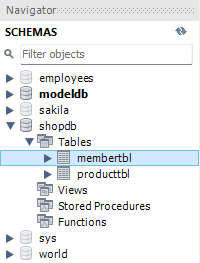 Navigator
SCHEMAS
Filter objects
employees
modeldb
sakila
shopdb
Tables
membertbl
producttbl
Views
Stored Procedures
Functions
sys
world